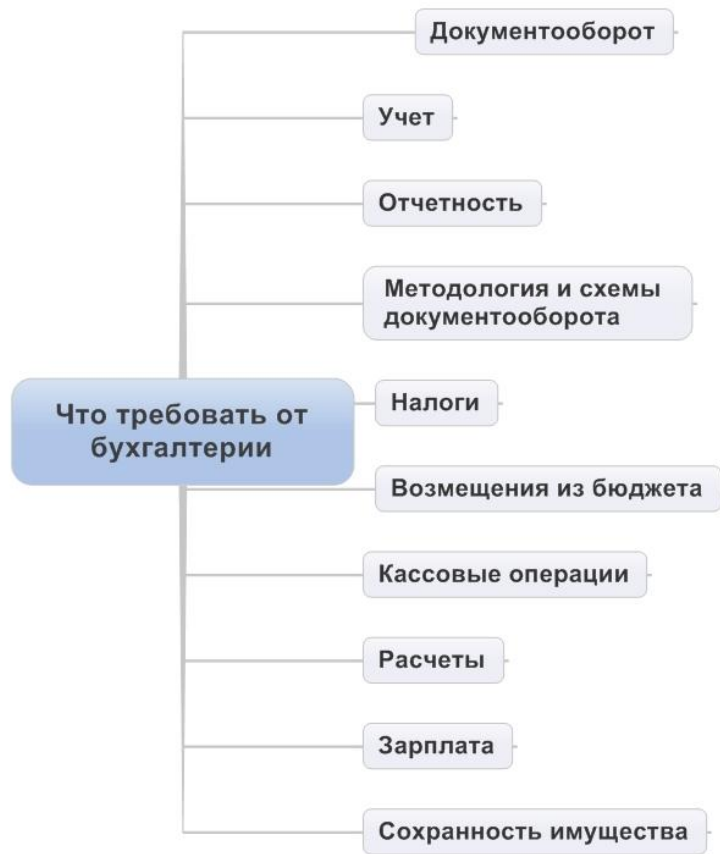 Документооборот
Учет
Отчетность
Методология и схемы
документооборота
Что требовать от
бухгалтерии
Налоги
Возмещения из бюджета
Кассовые операции
Расчеты
Зарплата
Сохранность имущества